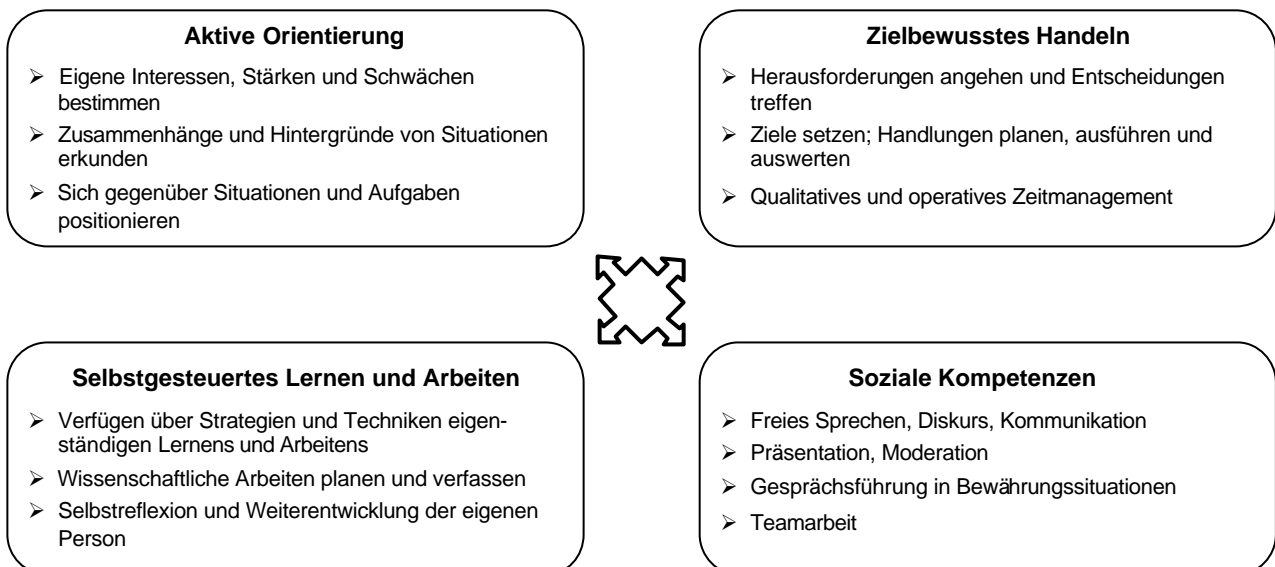 Aktive Orientierung
➢ Eigene Interessen, Stärken und Schwächen
bestimmen
➢ Zusammenhänge und Hintergründe von Situationen
erkunden
➢ Sich gegenüber Situationen und Aufgaben
positionieren
Zielbewusstes Handeln
➢ Herausforderungen angehen und Entscheidungen
treffen
➢ Ziele setzen; Handlungen planen, ausführen und
auswerten
➢ Qualitatives und operatives Zeitmanagement
Selbstgesteuertes Lernen und Arbeiten
➢ Verfügen über Strategien und Techniken eigen-
ständigen Lernens und Arbeitens
➢ Wissenschaftliche Arbeiten planen und verfassen
➢ Selbstreflexion und Weiterentwicklung der eigenen
Person
Soziale Kompetenzen
➢ Freies Sprechen, Diskurs, Kommunikation
➢ Präsentation, Moderation
➢ Gesprächsführung in Bewährungssituationen
➢ Teamarbeit